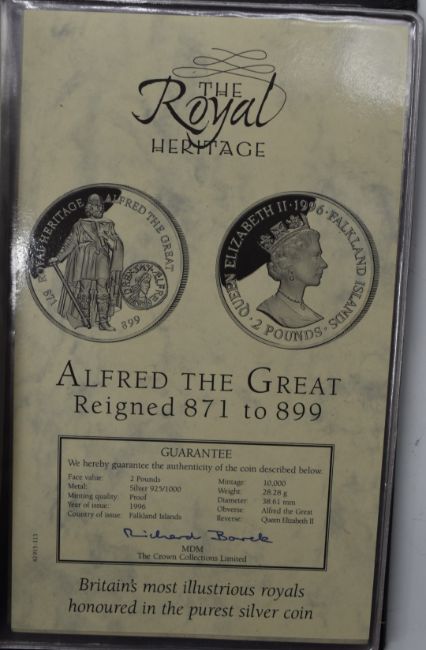 THE
Royal
HERITAGE
871 ROYAL HERITAGE ALFRED THE GREAT 899
QUEEN ELIZABETH II · 1996 · FALKLAND ISLANDS
· 2 POUNDS ·
ALFRED THE GREAT
Reigned 871 to 899
GUARANTEE
We hereby guarantee the authenticity of the coin described below.
Face value: 2 Pounds
Metal: Silver 925/1000
Minting quality: Proof
Year of issue: 1996
Country of issue: Falkland Islands
Mintage: 10,000
Weight: 28.28 g
Diameter: 38.61 mm
Obverse: Alfred the Great
Reverse: Queen Elizabeth II
MDM
The Crown Collections Limited
Britain's most illustrious royals
honoured in the purest silver coin